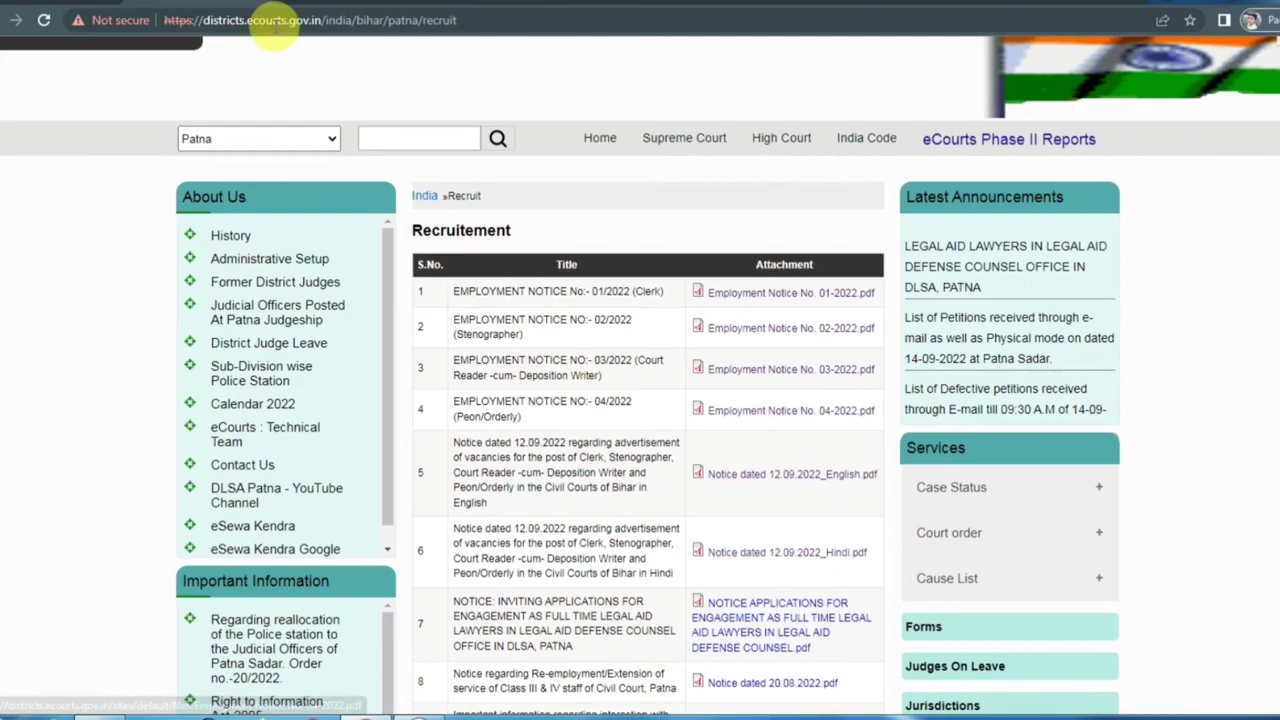 Not secure
https://districts.ecourts.gov.in/india/bihar/patna/recruit
Patna
Home
Supreme Court
High Court
India Code
eCourts Phase II Reports
About Us
History
Administrative Setup
Former District Judges
Judicial Officers Posted
At Patna Judgeship
District Judge Leave
Sub-Division wise
Police Station
Calendar 2022
eCourts : Technical
Team
Contact Us
DLSA Patna - YouTube
Channel
eSewa Kendra
eSewa Kendra Google
Important Information
Regarding reallocation
of the Police station to
the Judicial Officers of
Patna Sadar. Order
no.-20/2022.
Right to Information
India »Recruit
Recruitement
S.No. Title Attachment
1 EMPLOYMENT NOTICE No:- 01/2022 (Clerk) Employment Notice No. 01-2022.pdf
2 EMPLOYMENT NOTICE NO:- 02/2022
(Stenographer)
Employment Notice No. 02-2022.pdf
3 EMPLOYMENT NOTICE NO:- 03/2022 (Court
Reader -cum- Deposition Writer)
Employment Notice No. 03-2022.pdf
4 EMPLOYMENT NOTICE NO:- 04/2022
(Peon/Orderly)
Employment Notice No. 04-2022.pdf
5 Notice dated 12.09.2022 regarding advertisement
of vacancies for the post of Clerk, Stenographer,
Court Reader -cum- Deposition Writer and
Peon/Orderly in the Civil Courts of Bihar in
English
Notice dated 12.09.2022_English.pdf
6 Notice dated 12.09.2022 regarding advertisement
of vacancies for the post of Clerk, Stenographer,
Court Reader -cum- Deposition Writer and
Peon/Orderly in the Civil Courts of Bihar in Hindi
Notice dated 12.09.2022_Hindi.pdf
7 NOTICE: INVITING APPLICATIONS FOR
ENGAGEMENT AS FULL TIME LEGAL AID
LAWYERS IN LEGAL AID DEFENSE COUNSEL
OFFICE IN DLSA, PATNA
NOTICE APPLICATIONS FOR
ENGAGEMENT AS FULL TIME LEGAL
AID LAWYERS IN LEGAL AID
DEFENSE COUNSEL.pdf
8 Notice regarding Re-employment/Extension of
service of Class III & IV staff of Civil Court, Patna
Notice dated 20.08.2022.pdf
Important information regarding interaction with
Latest Announcements
LEGAL AID LAWYERS IN LEGAL AID
DEFENSE COUNSEL OFFICE IN
DLSA, PATNA
List of Petitions received through e-
mail as well as Physical mode on dated
14-09-2022 at Patna Sadar.
List of Defective petitions received
through E-mail till 09:30 A.M of 14-09-
Services
Case Status +
Court order +
Cause List +
Forms
Judges On Leave
Jurisdictions